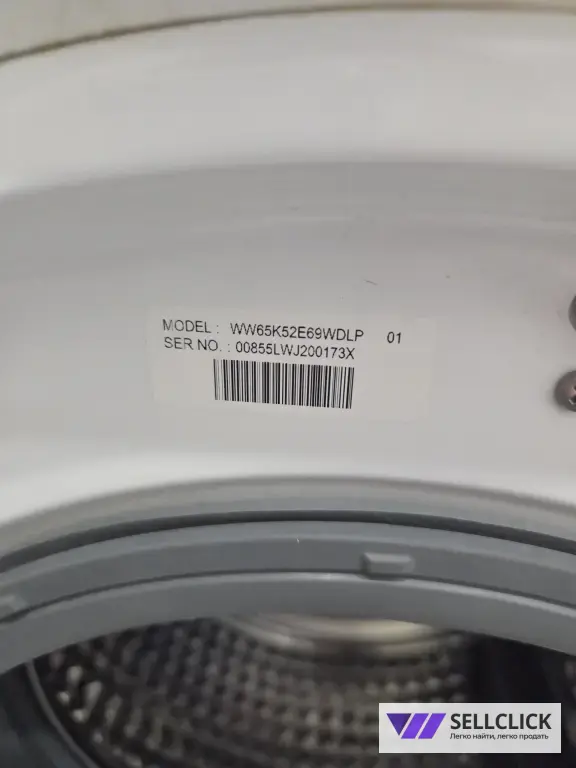 MODEL : WW65K52E69WDLP 01
SER NO. : 00855LWJ200173X
SELLCLICK
Легко найти, легко продать